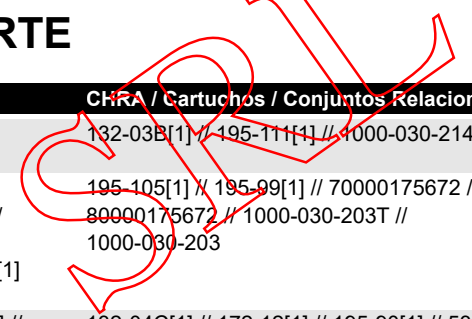 RTE
CHRA / Cartuchos / Conjuntos Relacion
132-03B[1] // 195-111[1] // 1000-030-214
195-105[1] // 195-99[1] // 70000175672 /
/ 80000175672 // 1000-030-203T //
1000-030-203
[1]
SRL